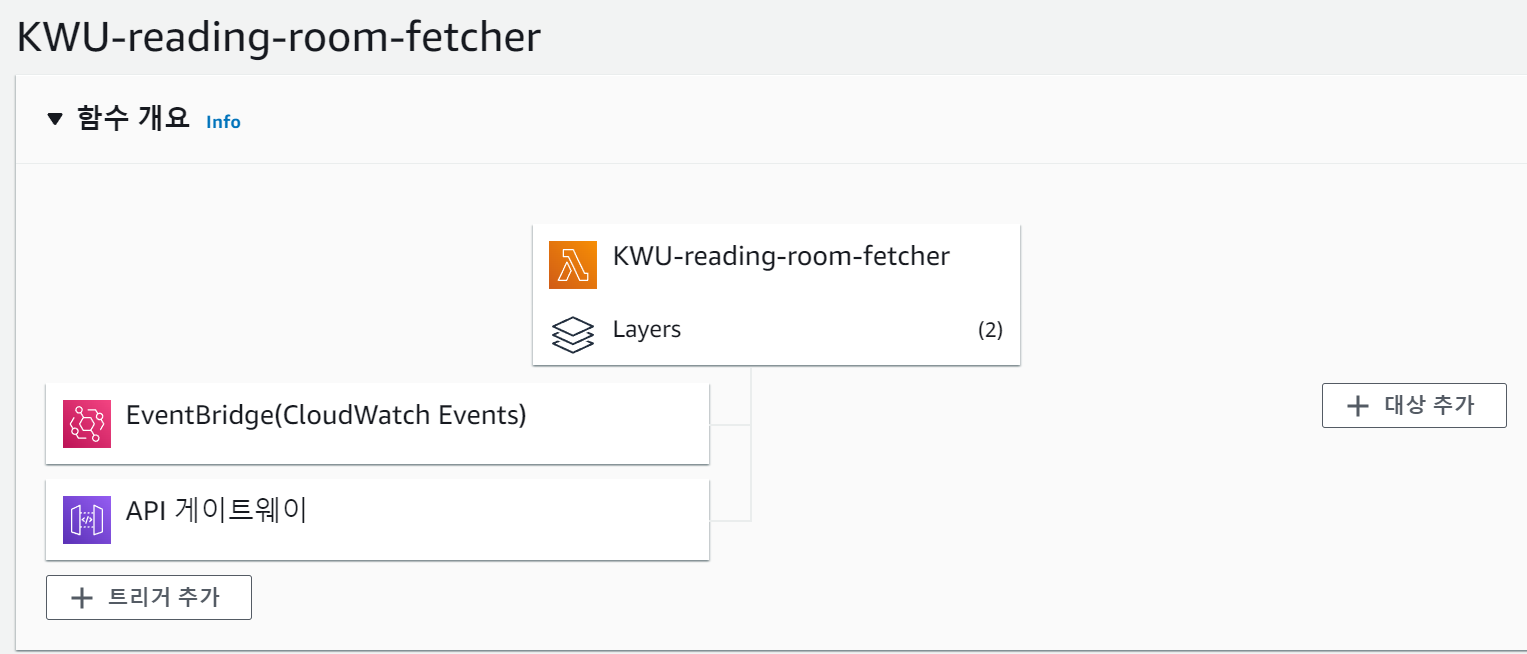 KWU-reading-room-fetcher
함수 개요 Info
KWU-reading-room-fetcher
Layers (2)
EventBridge(CloudWatch Events)
대상 추가
API 게이트웨이
트리거 추가